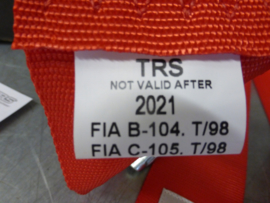 TRS
NOT VALID AFTER
2021
FIA B-104. T/98
FIA C-105. T/98